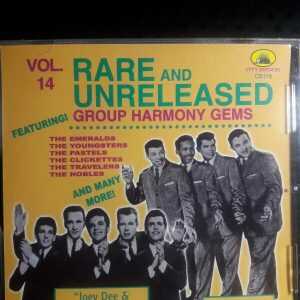 VOL.
14
RARE AND
UNRELEASED
GROUP HARMONY GEMS
FEATURING!
THE EMERALDS
THE YOUNGSTERS
THE PASTELS
THE CLICKETTES
THE TRAVELERS
THE NOBLES
AND MANY
MORE!
"Joey Dee &